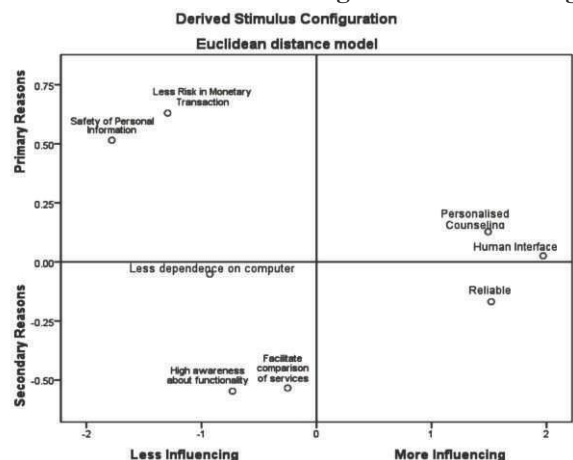 Derived Stimulus Configuration
Euclidean distance model
Primary Reasons
Secondary Reasons
0.75
0.50
0.25
0.00
-0.25
-0.50
Less Risk in Monetary
Transaction
Safety of Personal
Information
Personalised
Counseling
Human Interface
Less dependence on computer
Reliable
High awareness
about functionality
Facilitate
comparison
of services
-2
-1
0
1
2
Less Influencing
More Influencing